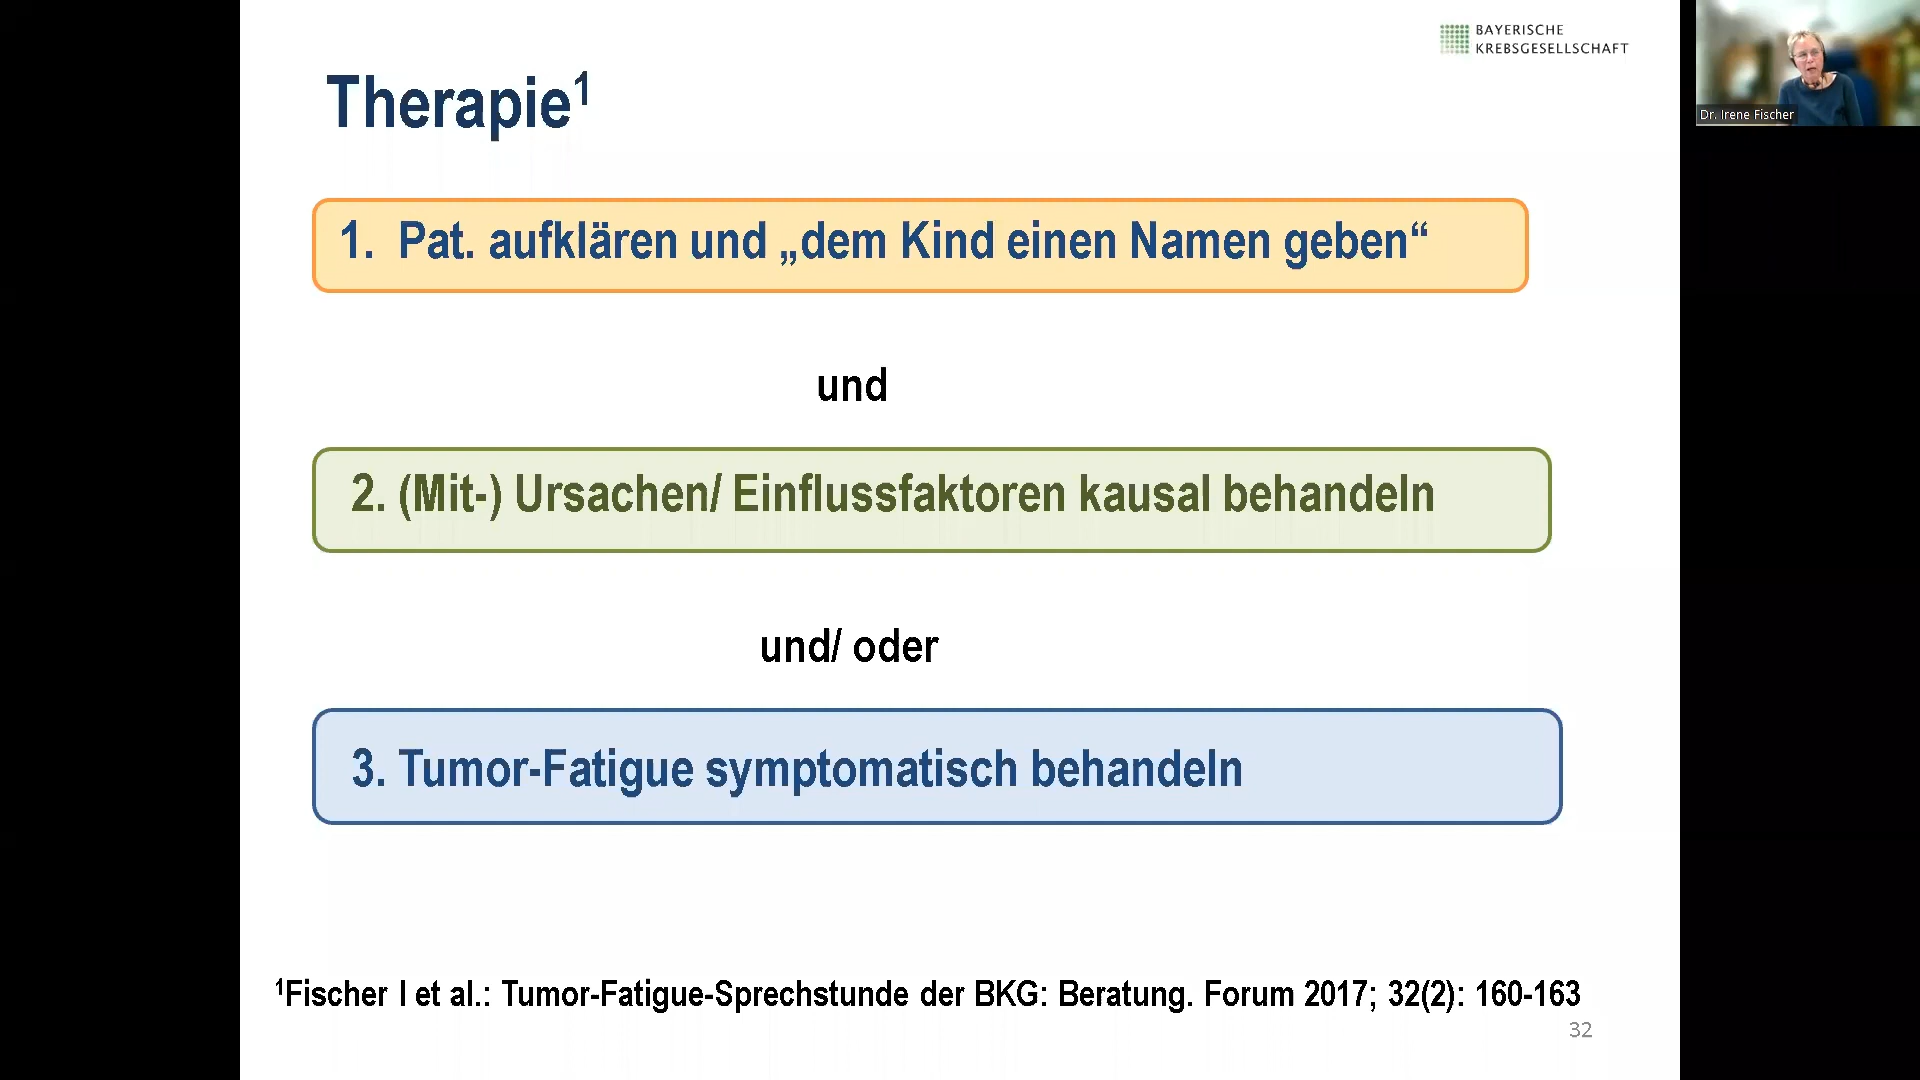 BAYERISCHE
KREBSGESELLSCHAFT
Therapie¹
Dr. Irene Fischer
1. Pat. aufklären und „dem Kind einen Namen geben“
und
2. (Mit-) Ursachen/ Einflussfaktoren kausal behandeln
und/ oder
3. Tumor-Fatigue symptomatisch behandeln
¹Fischer I et al.: Tumor-Fatigue-Sprechstunde der BKG: Beratung. Forum 2017; 32(2): 160-163
32